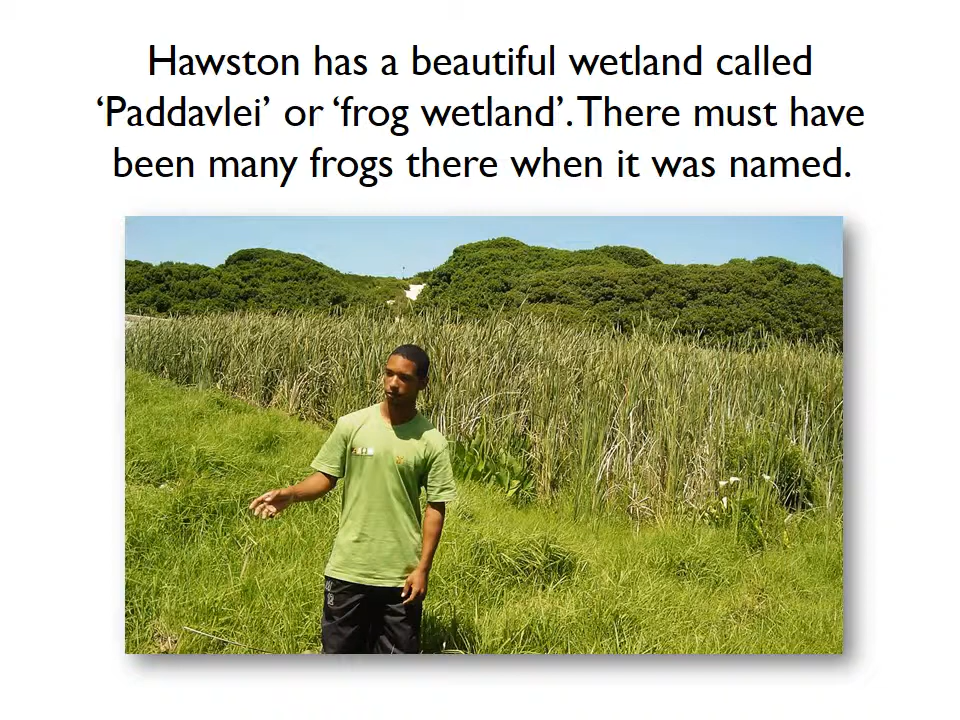 Hawston has a beautiful wetland called
‘Paddavlei’ or ‘frog wetland’. There must have
been many frogs there when it was named.